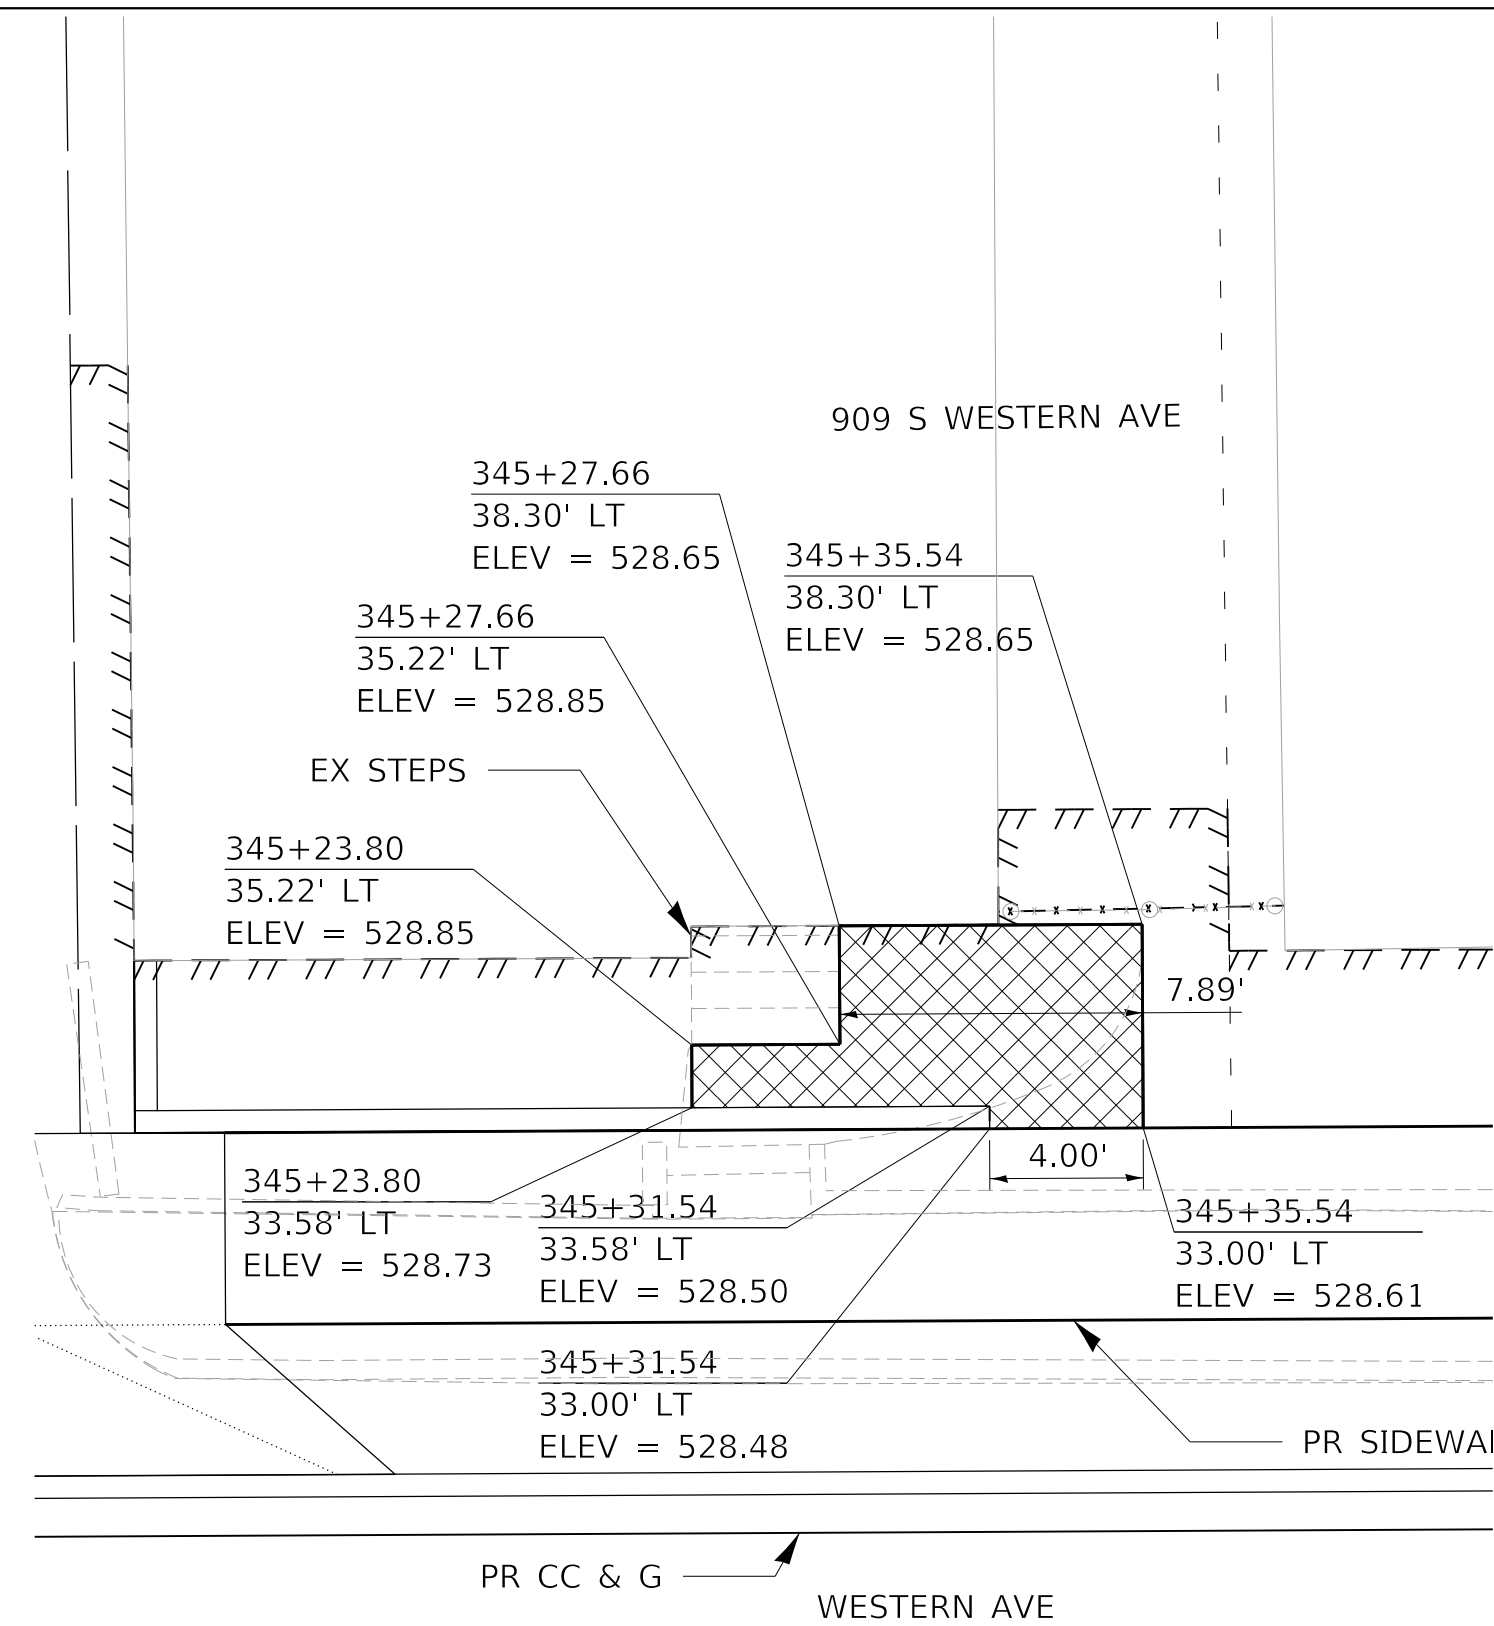 909 S WESTERN AVE
345+27.66
38.30' LT
ELEV = 528.65
345+35.54
38.30' LT
ELEV = 528.65
345+27.66
35.22' LT
ELEV = 528.85
EX STEPS
345+23.80
35.22' LT
ELEV = 528.85
7.89'
4.00'
345+23.80
33.58' LT
ELEV = 528.73
345+31.54
33.58' LT
ELEV = 528.50
345+35.54
33.00' LT
ELEV = 528.61
345+31.54
33.00' LT
ELEV = 528.48
PR
PR CC & G
WESTERN AVE